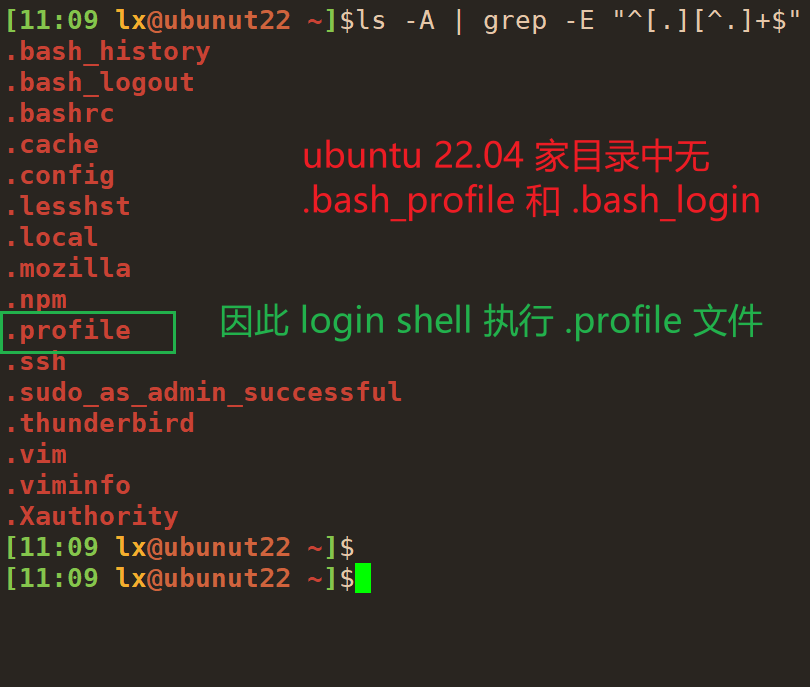 [11:09 lx@ubunut22 ~]$ls -A | grep -E "^[.][^.]+$"
.bash_history
.bash_logout
.bashrc
.cache
.config
.lesshst
.local
.mozilla
.npm
.profile
.ssh
.sudo_as_admin_successful
.thunderbird
.vim
.viminfo
.Xauthority
[11:09 lx@ubunut22 ~]$
[11:09 lx@ubunut22 ~]$
ubuntu 22.04 家目录中无
.bash_profile 和 .bash_login
因此 login shell 执行 .profile 文件